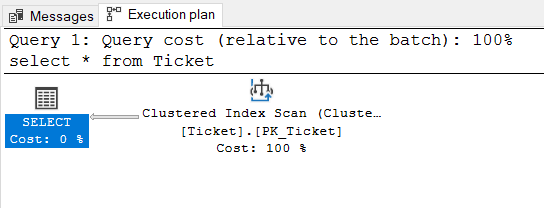 Messages Execution plan
Query 1: Query cost (relative to the batch): 100%
select * from Ticket
SELECT
Cost: 0 %
Clustered Index Scan (Cluste…
[Ticket].[PK_Ticket]
Cost: 100 %